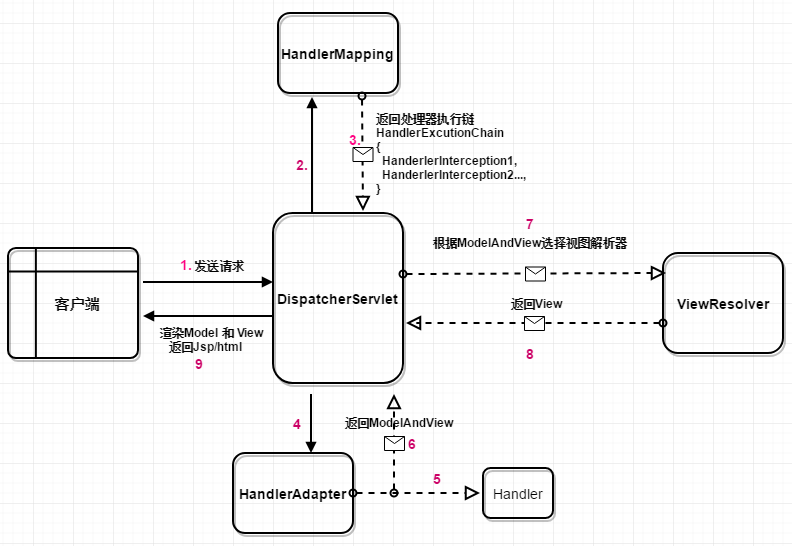 HandlerMapping
返回处理器执行链
HandlerExcutionChain
3.
{
HanderlerInterception1,
HanderlerInterception2...,
}
2.
7
根据ModelAndView选择视图解析器
1. 发送请求
客户端
DispatcherServlet
返回View
ViewResolver
渲染Model 和 View
返回Jsp/html
9
8
4
返回ModelAndView
6
5
HandlerAdapter
Handler